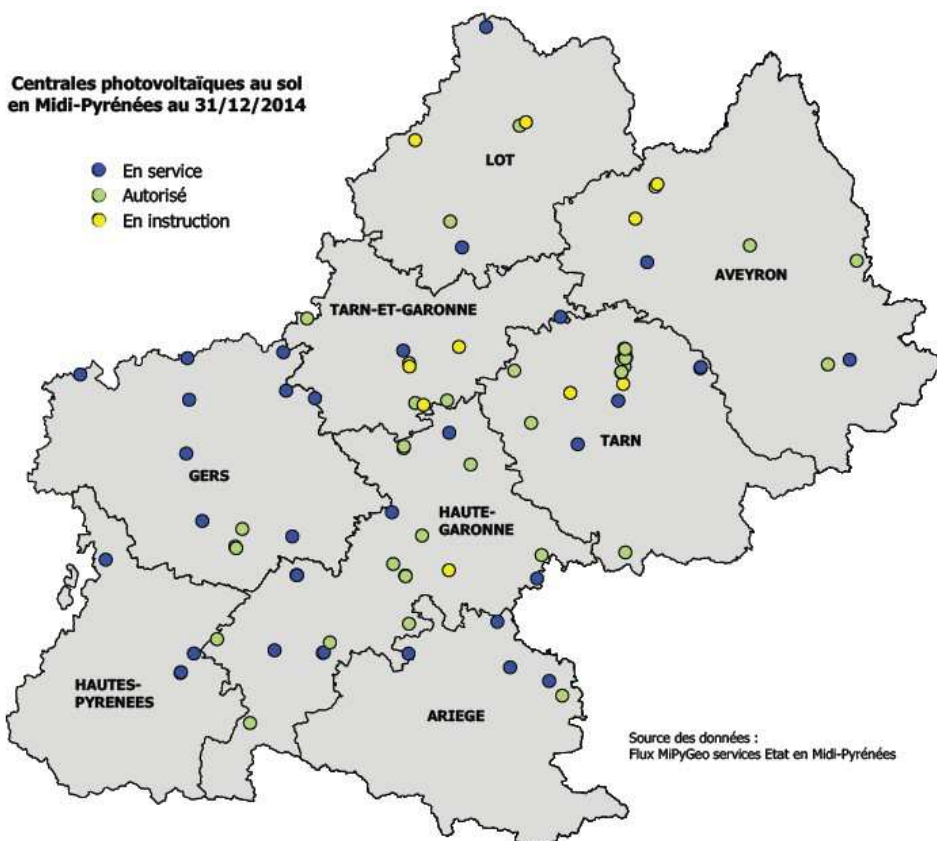 Centrales photovoltaïques au sol
en Midi-Pyrénées au 31/12/2014
En service
Autorisé
En instruction
LOT
AVEYRON
TARN-ET-GARONNE
TARN
GERS
HAUTE-
GARONNE
HAUTES-
PYRENEES
ARIEGE
Source des données :
Flux MiPyGeo services Etat en Midi-Pyrénées